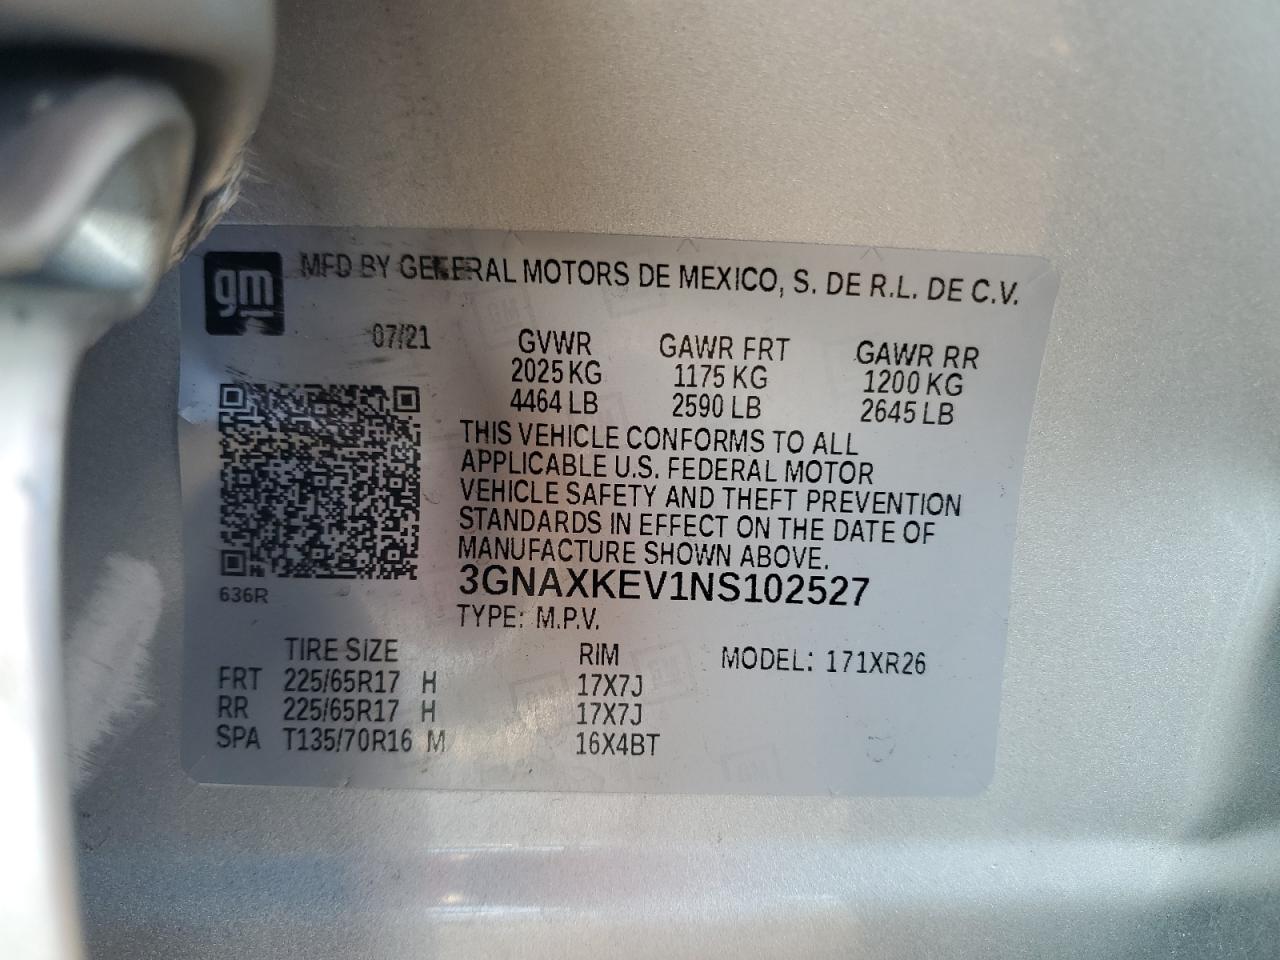 gm
MFD BY GENERAL MOTORS DE MEXICO, S. DE R.L. DE C.V.
07/21
GVWR GAWR FRT GAWR RR
2025 KG 1175 KG 1200 KG
4464 LB 2590 LB 2645 LB
THIS VEHICLE CONFORMS TO ALL
APPLICABLE U.S. FEDERAL MOTOR
VEHICLE SAFETY AND THEFT PREVENTION
STANDARDS IN EFFECT ON THE DATE OF
MANUFACTURE SHOWN ABOVE.
3GNAXKEV1NS102527
636R
TYPE: M.P.V.
TIRE SIZE RIM MODEL: 171XR26
FRT 225/65R17 H 17X7J
RR 225/65R17 H 17X7J
SPA T135/70R16 M 16X4BT